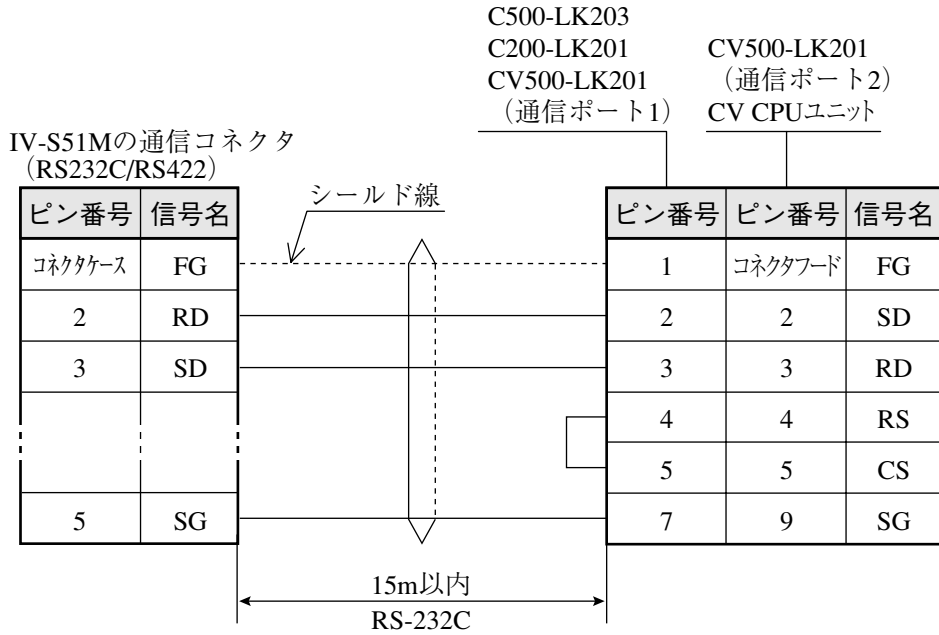 C500-LK203
C200-LK201
CV500-LK201
（通信ポート1）
CV500-LK201
（通信ポート2）
CV CPUユニット
IV-S51Mの通信コネクタ
（RS232C/RS422）
シールド線
ピン番号 信号名
コネクタケース FG
2 RD
3 SD
5 SG
ピン番号 ピン番号 信号名
1 コネクタフード FG
2 2 SD
3 3 RD
4 4 RS
5 5 CS
7 9 SG
15m以内
RS-232C